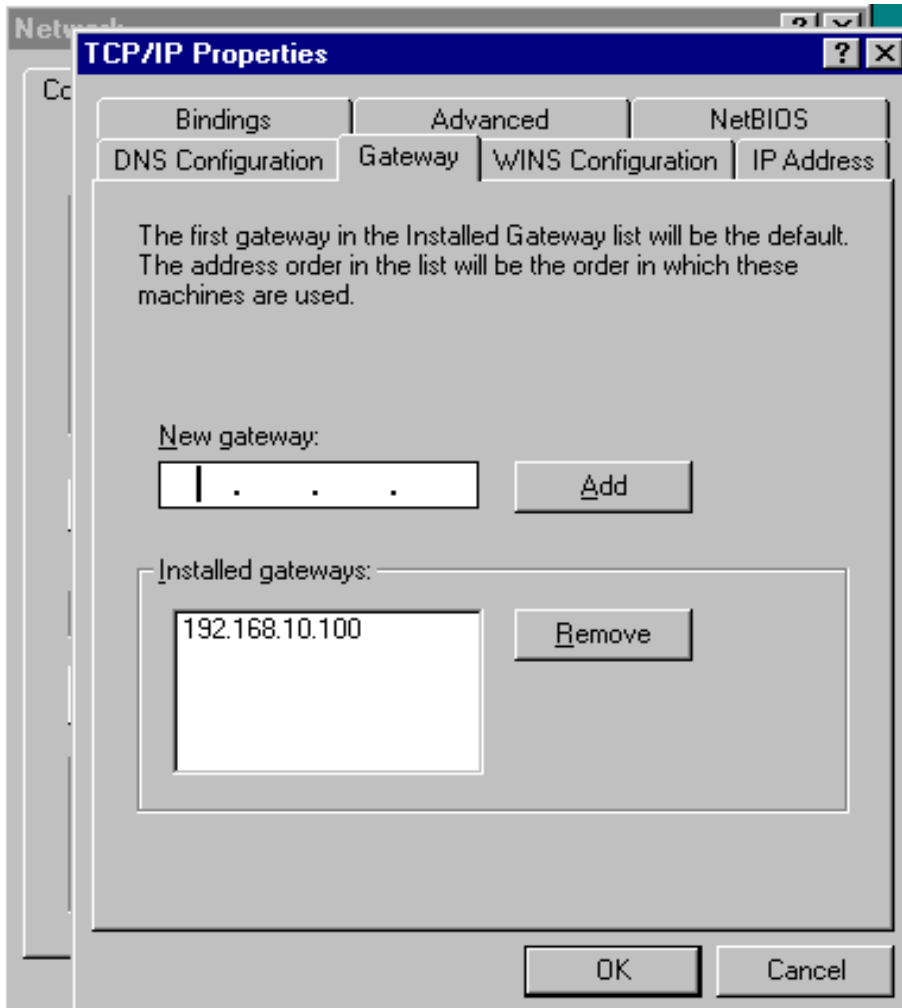 Network
TCP/IP Properties
Bindings Advanced NetBIOS
DNS Configuration Gateway WINS Configuration IP Address
The first gateway in the Installed Gateway list will be the default.
The address order in the list will be the order in which these
machines are used.
New gateway:
. . .
Add
Installed gateways:
192.168.10.100
Remove
OK Cancel